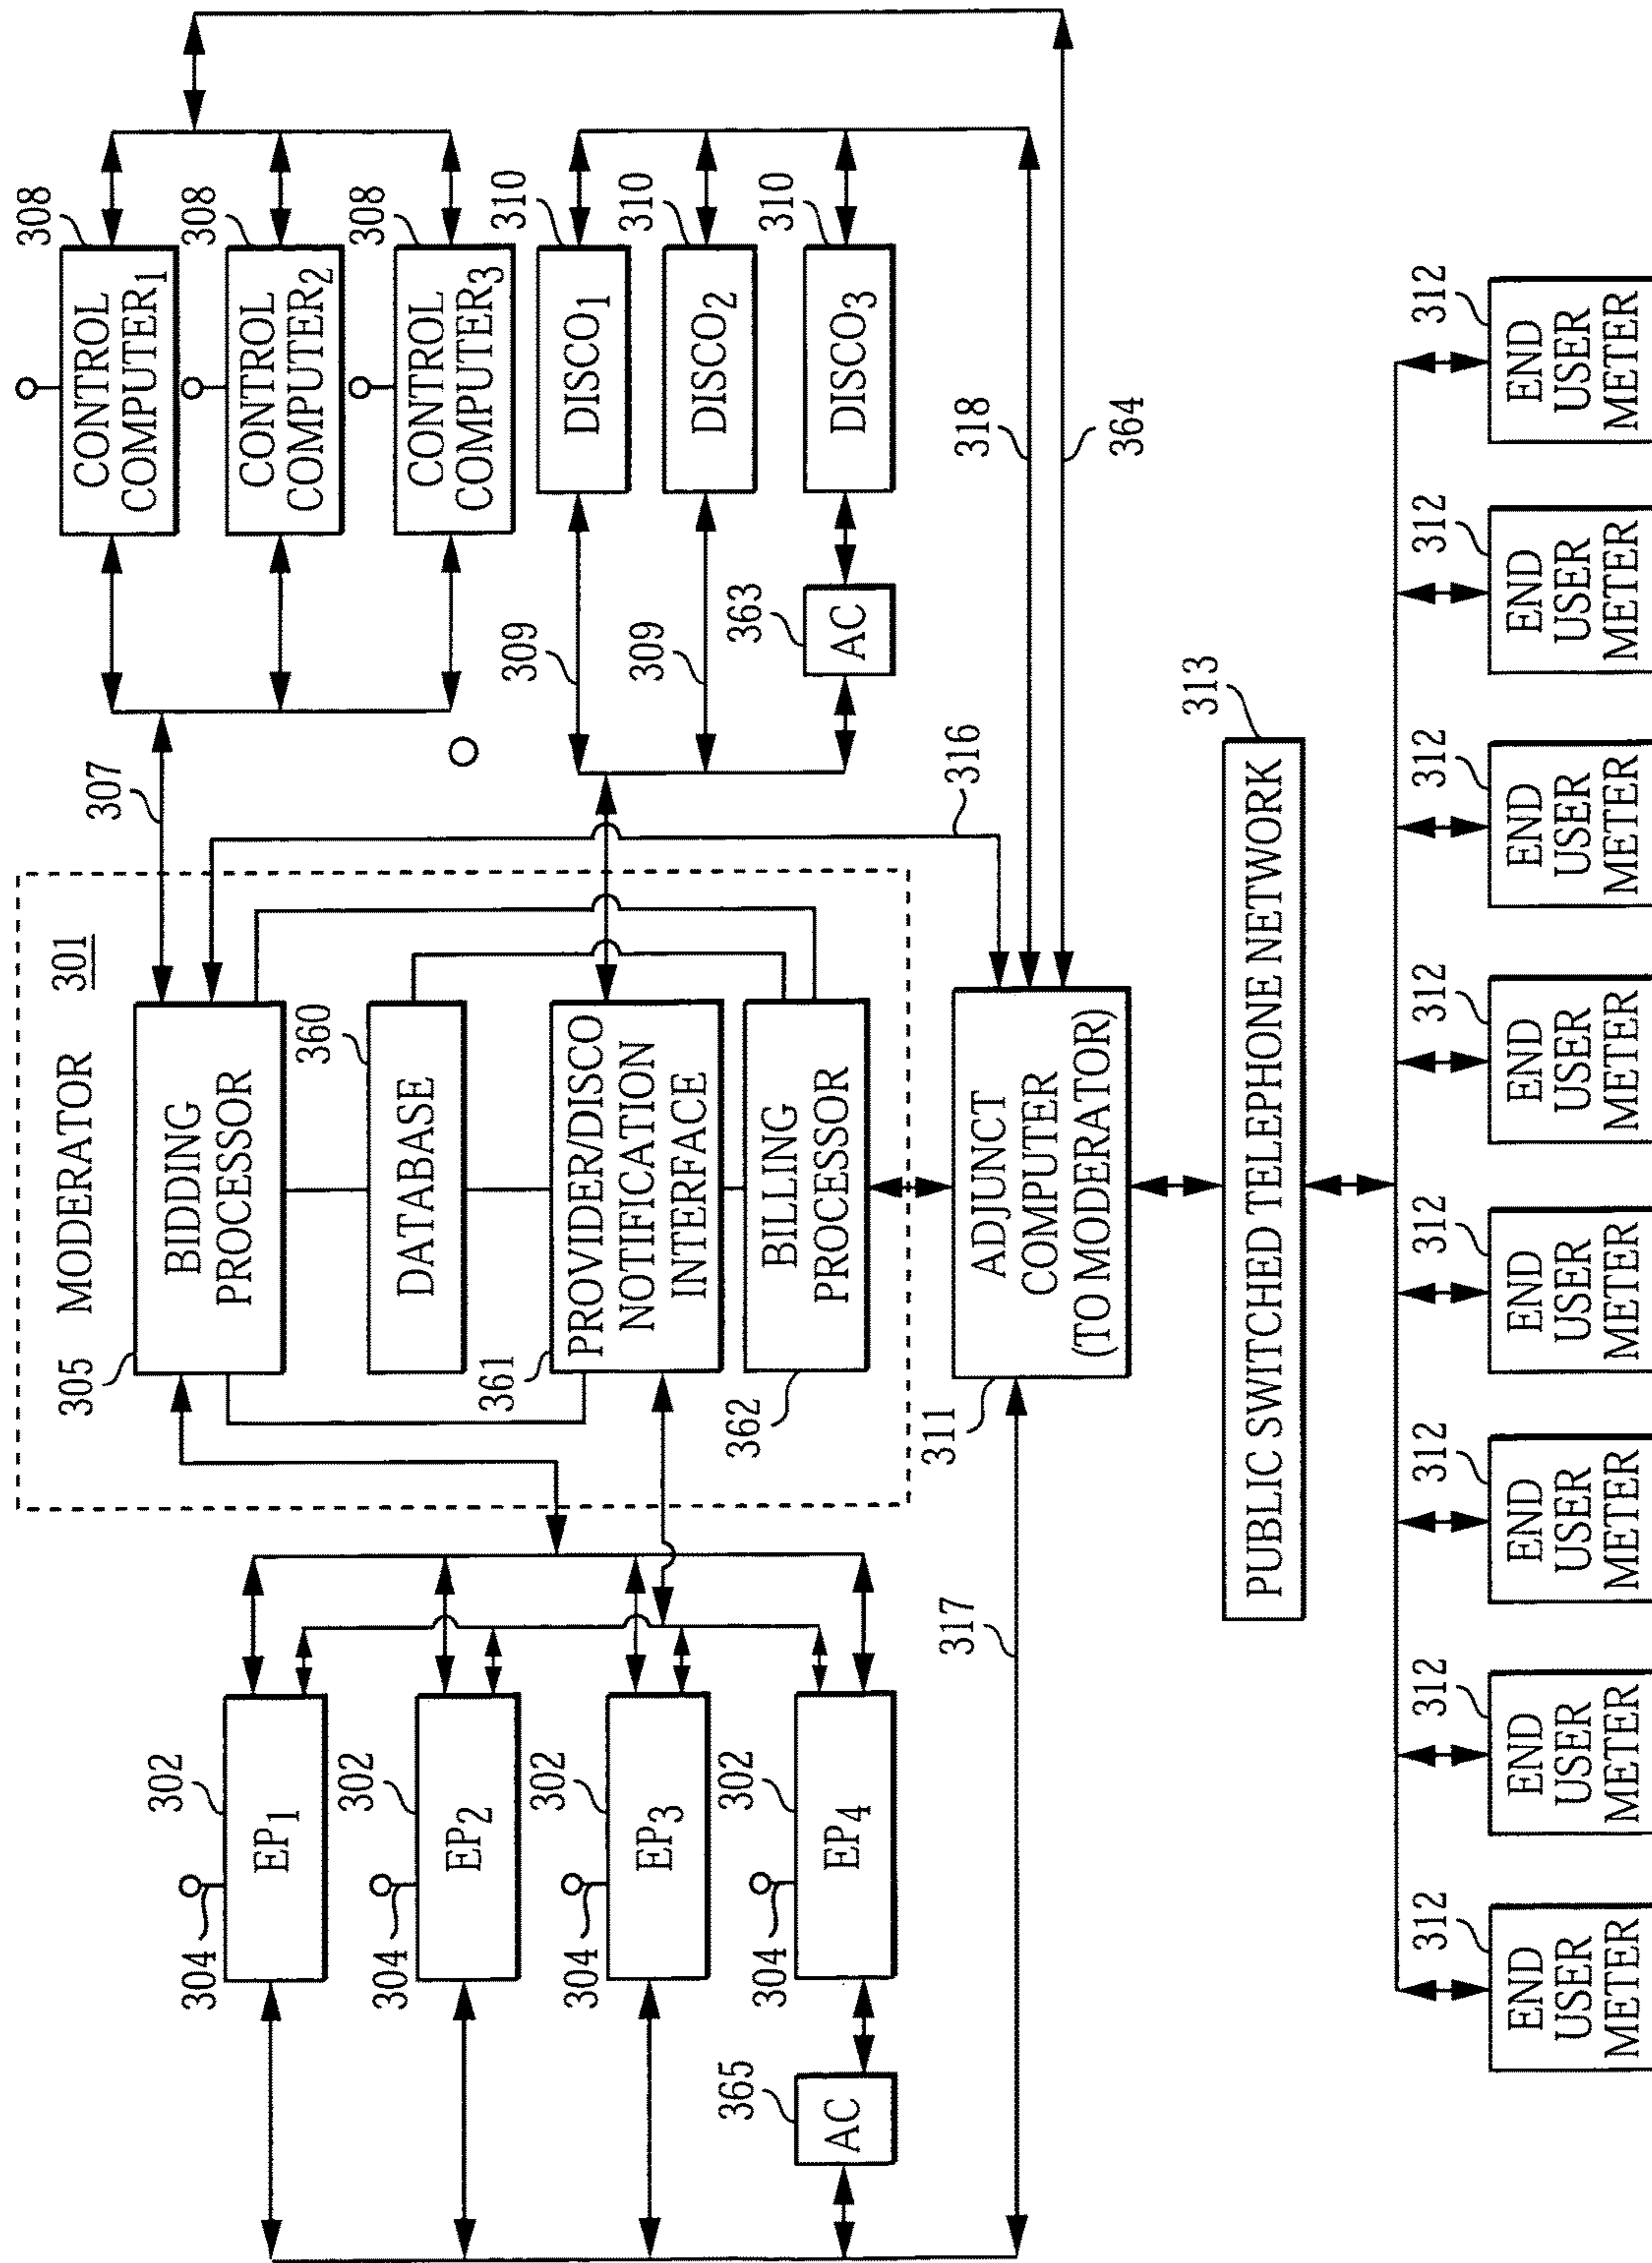 304
302
EP1
304
302
EP2
304
302
EP3
304
302
EP4
365
AC
317
305
MODERATOR
301
BIDDING
PROCESSOR
360
DATABASE
361
PROVIDER/DISCO
NOTIFICATION
INTERFACE
362
BILLING
PROCESSOR
307
308
CONTROL
COMPUTER1
308
CONTROL
COMPUTER2
308
CONTROL
COMPUTER3
309
310
DISCO1
309
310
DISCO2
363
AC
310
DISCO3
316
318
364
311
ADJUNCT
COMPUTER
(TO MODERATOR)
313
PUBLIC SWITCHED TELEPHONE NETWORK
312
END
USER
METER
312
END
USER
METER
312
END
USER
METER
312
END
USER
METER
312
END
USER
METER
312
END
USER
METER
312
END
USER
METER
312
END
USER
METER